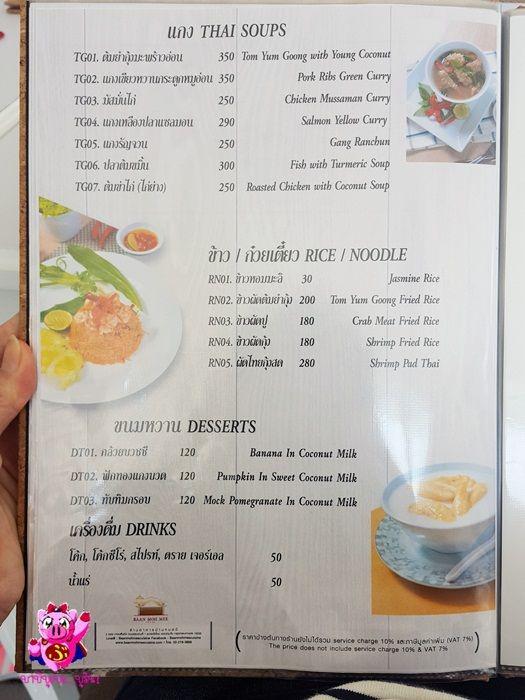 แกง THAI SOUPS
TG01. ต้มยำกุ้งมะพร้าวอ่อน 350 Tom Yum Goong with Young Coconut
TG02. แกงเขียวหวานกระดูกหมูอ่อน 350 Pork Ribs Green Curry
TG03. มัสมั่นไก่ 250 Chicken Mussaman Curry
TG04. แกงเหลืองปลาแซลมอน 290 Salmon Yellow Curry
TG05. แกงรัญจวน 250 Gang Ranchun
TG06. ปลาต้มขมิ้น 300 Fish with Turmeric Soup
TG07. ต้มข่าไก่ (ไก่ย่าง) 250 Roasted Chicken with Coconut Soup
ข้าว / ก๋วยเตี๋ยว RICE / NOODLE
RN01. ข้าวหอมมะลิ 30 Jasmine Rice
RN02. ข้าวผัดต้มยำกุ้ง 200 Tom Yum Goong Fried Rice
RN03. ข้าวผัดปู 180 Crab Meat Fried Rice
RN04. ข้าวผัดกุ้ง 180 Shrimp Fried Rice
RN05. ผัดไทยกุ้งสด 280 Shrimp Pad Thai
ขนมหวาน DESSERTS
DT01. กล้วยบวชชี 120 Banana In Coconut Milk
DT02. ฟักทองแกงบวด 120 Pumpkin In Sweet Coconut Milk
DT03. ทับทิมกรอบ 120 Mock Pomegranate In Coconut Milk
เครื่องดื่ม DRINKS
โค้ก, โค้กซีโร่, สไปรท์, ดราย เจอร์เอล 50
น้ำแร่ 50
BAAN MOH MEE
(ราคาข้างต้นทางร้านยังไม่ได้รวม service charge 10% และภาษีมูลค่าเพิ่ม (VAT 7%)
The price does not include service charge 10% & VAT 7%)